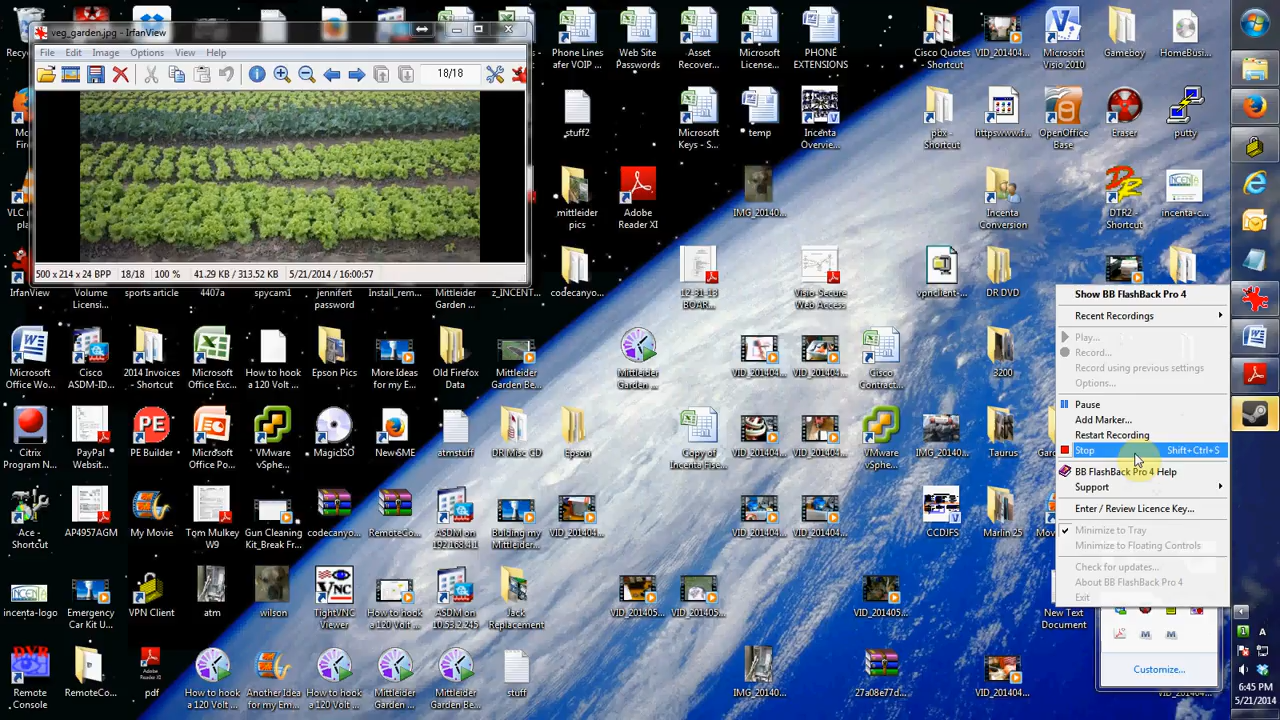 veg_garden.jpg - IrfanView
File Edit Image Options View Help
18/18
500 x 214 x 24 BPP 18/18 100 % 41.29 KB / 313.52 KB 5/21/2014 / 16:00:57
Phone Lines
afer VOIP ...
Web Site
Passwords
Asset
Recover...
Microsoft
License...
PHONE
EXTENSIONS
Cisco Quotes
- Shortcut
VID_201404...
Microsoft
Visio 2010
Gameboy
HomeBusi...
stuff2
Microsoft
Keys - S...
temp
Incenta
Overvie...
pbx -
Shortcut
httpswww.f...
OpenOffice
Base
Eraser
putty
mittleider
pics
Adobe
Reader XI
IMG_20140...
Incenta
Conversion
DTR2 -
Shortcut
incenta-c...
IrfanView
Volume
Licensi...
sports article
4407a
spycam1
jennifert
password
Install_rem...
Mittleider
Garden ...
z_INCENT...
codecanyo...
12.31.13
BOAR...
Visio-Secure
Web Access
vpnclient-...
DR DVD
Microsoft
Office Wo...
Cisco
ASDM-ID...
2014 Invoices
- Shortcut
Microsoft
Office Exc...
How to hook
a 120 Volt ...
Epson Pics
More Ideas
for my E...
Old Firefox
Data
Mittleider
Garden Be...
Mittleider
Garden ...
VID_201404...
VID_201404...
Cisco
Contract...
3200
Citrix
Program N...
PayPal
Websit...
PE Builder
Microsoft
Office Po...
VMware
vSphe...
MagicISO
NewSME
atmstuff
DR Misc CD
Epson
Copy of
Incenta Fise...
VID_201404...
VID_201404...
VMware
vSphe...
IMG_20140...
Taurus
Ace -
Shortcut
AP4957AGM
My Movie
Tom Mulkey
W9
Gun Cleaning
Kit_Break Fr...
codecanyo...
RemoteCo...
ASDM on
192.168.4.1
Building my
Mittleider...
VID_201404...
VID_201404...
VID_201404...
CCDJFS
Marlin 25
incenta-logo
Emergency
Car Kit U...
VPN Client
atm
wilson
TightVNC
Viewer
How to hook
a 120 Volt ...
ASDM on
10.53.2.245
Jack
Replacement
VID_201405...
VID_201405...
VID_201404...
New Text
Document
Remote
Console
RemoteCo...
pdf
How to hook
a 120 Volt ...
Another Idea
for my Em...
How to hook
a 120 Volt ...
Mittleider
Garden ...
Mittleider
Garden Be...
stuff
IMG_20140...
27a08e77d...
VID_201404...
Show BB FlashBack Pro 4
Recent Recordings
Play...
Record...
Record using previous settings
Options...
Pause
Add Marker...
Restart Recording
Stop Shift+Ctrl+S
BB FlashBack Pro 4 Help
Support
Enter / Review Licence Key...
Minimize to Tray
Minimize to Floating Controls
Check for updates...
About BB FlashBack Pro 4
Exit
Customize...
6:45 PM
5/21/2014